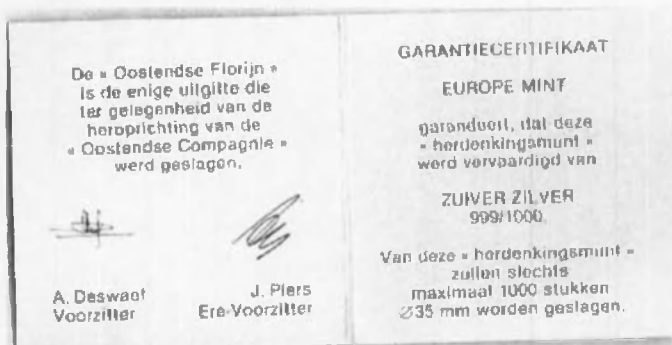 De « Oostendse Florijn »
is de enige uitgifte die
ter gelegenheid van de
heroprichting van de
« Oostendse Compagnie »
werd geslagen.
A. Deswaef
Voorzitter
J. Piers
Ere-Voorzitter
GARANTIECERTIFIKAAT
EUROPE MINT
garandeert, dat deze
« herdenkingsmunt »
werd vervaardigd van
ZUIVER ZILVER
999/1000
Van deze « herdenkingsmunt »
zullen slechts
maximaal 1000 stukken
∅35 mm worden geslagen.